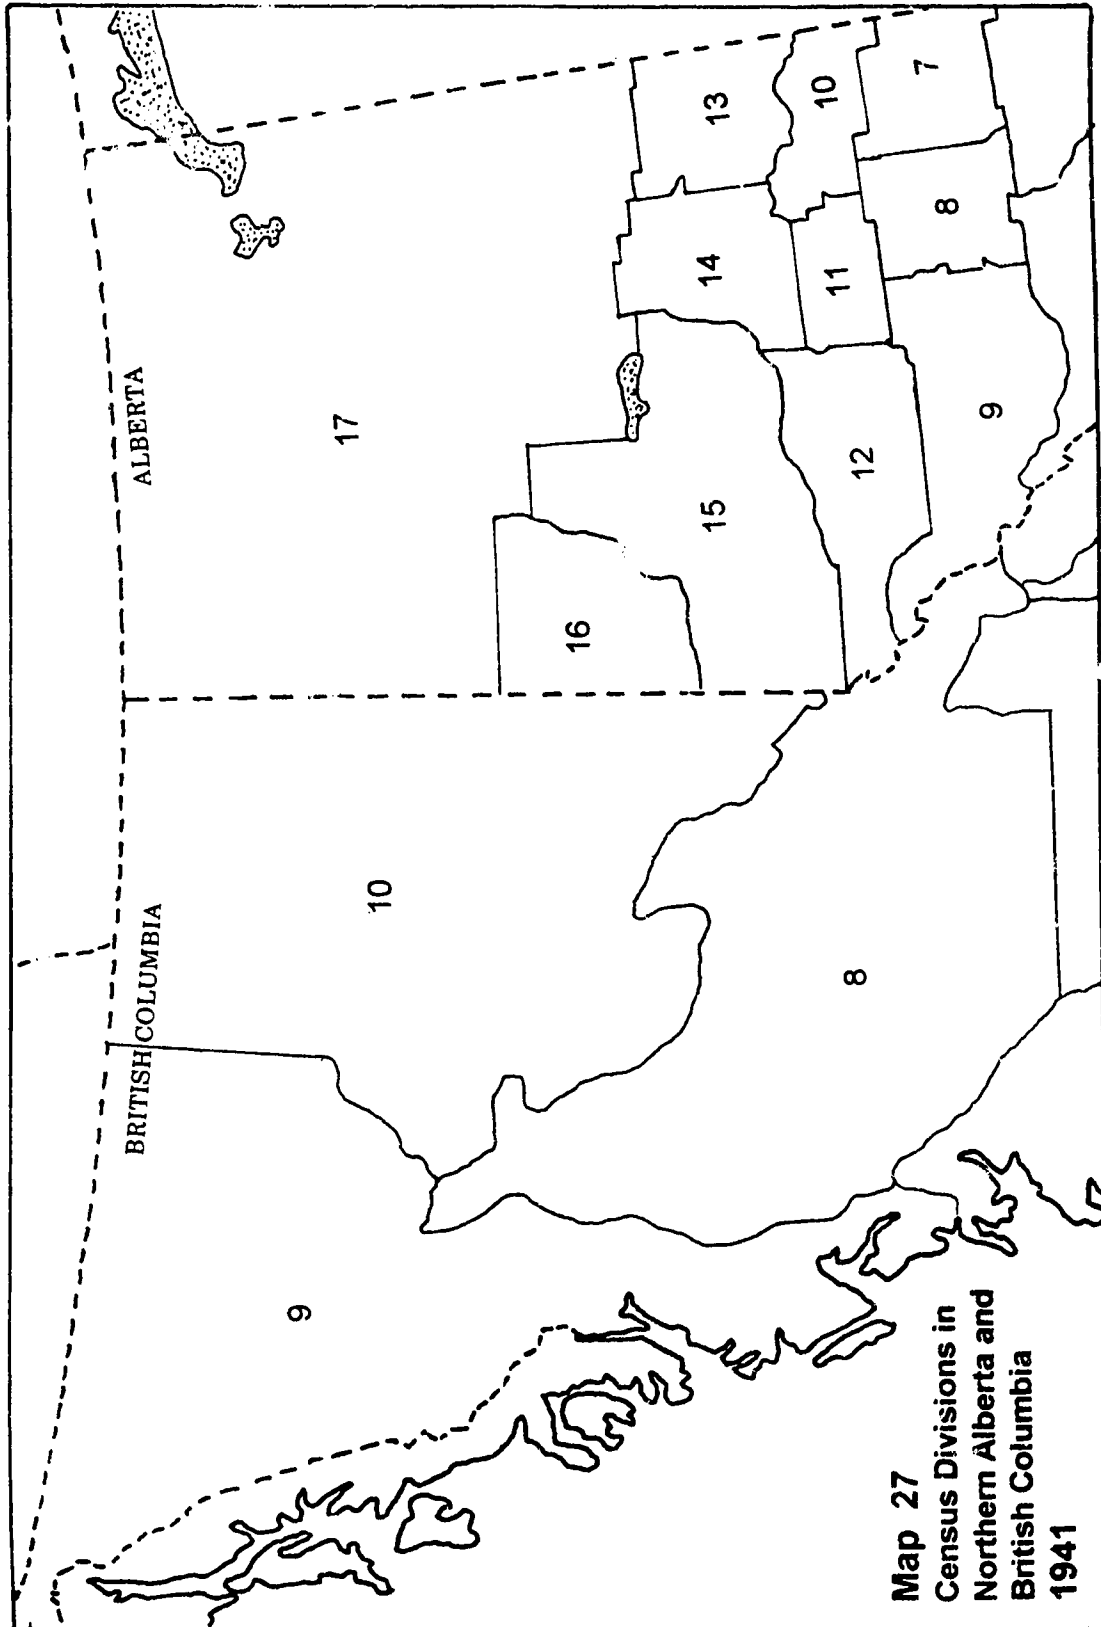 ALBERTA
BRITISH COLUMBIA
17
13
10
7
14
11
8
16
15
12
9
10
8
9
Map 27
Census Divisions in
Northern Alberta and
British Columbia
1941